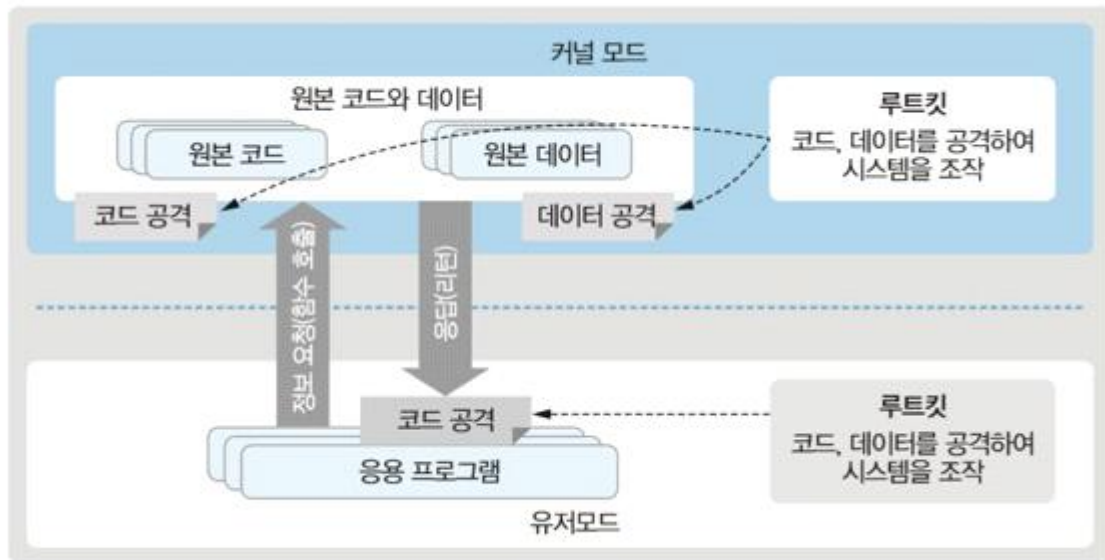 커널 모드
원본 코드와 데이터
원본 코드
원본 데이터
루트킷
코드, 데이터를 공격하여
시스템을 조작
코드 공격
데이터 공격
정보 요청(함수 호출)
응답(리턴)
코드 공격
응용 프로그램
루트킷
코드, 데이터를 공격하여
시스템을 조작
유저모드